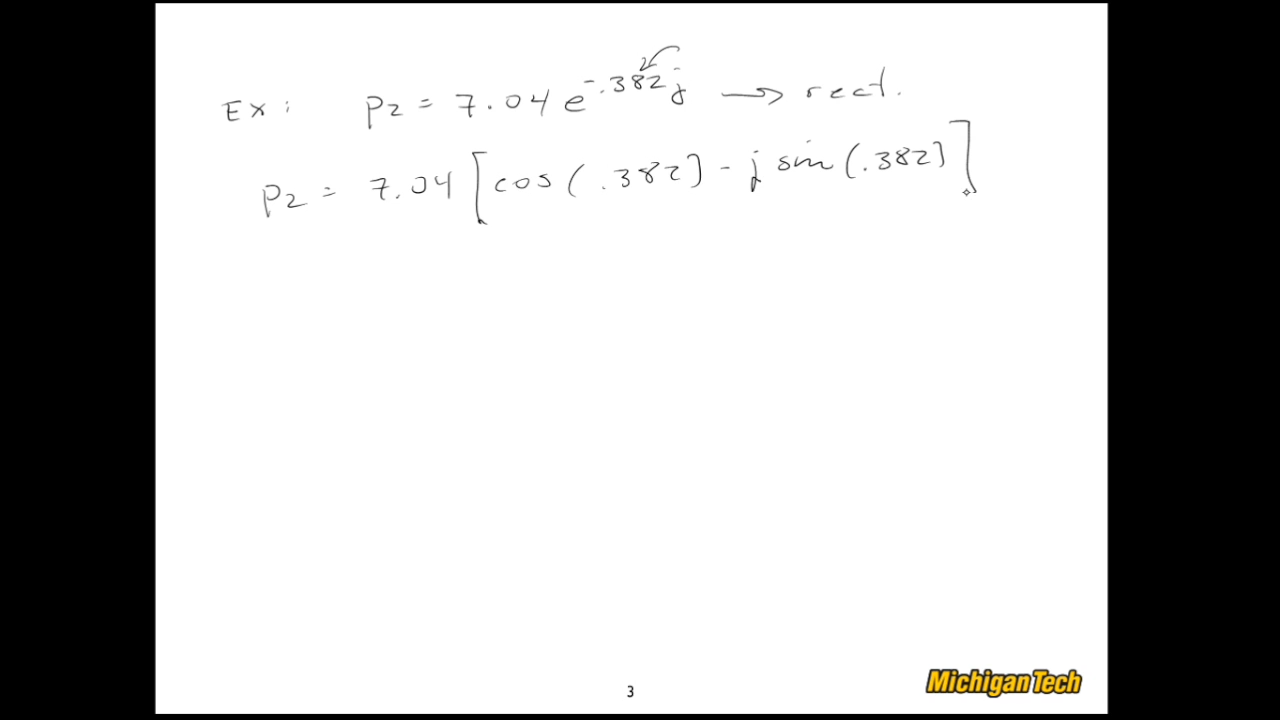 Ex: P2 = 7.04 e^-.382j → rect.
P2 = 7.04 [cos(.382) - j sin(.382)]
3
Michigan Tech